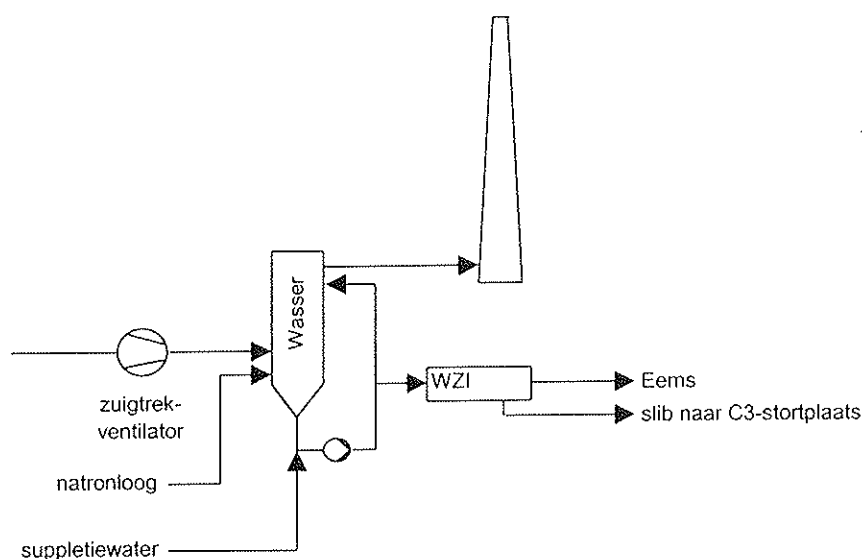 Wasser
WZI
Eems
slib naar C3-stortplaats
zuigtrek-
ventilator
natronloog
suppletiewater